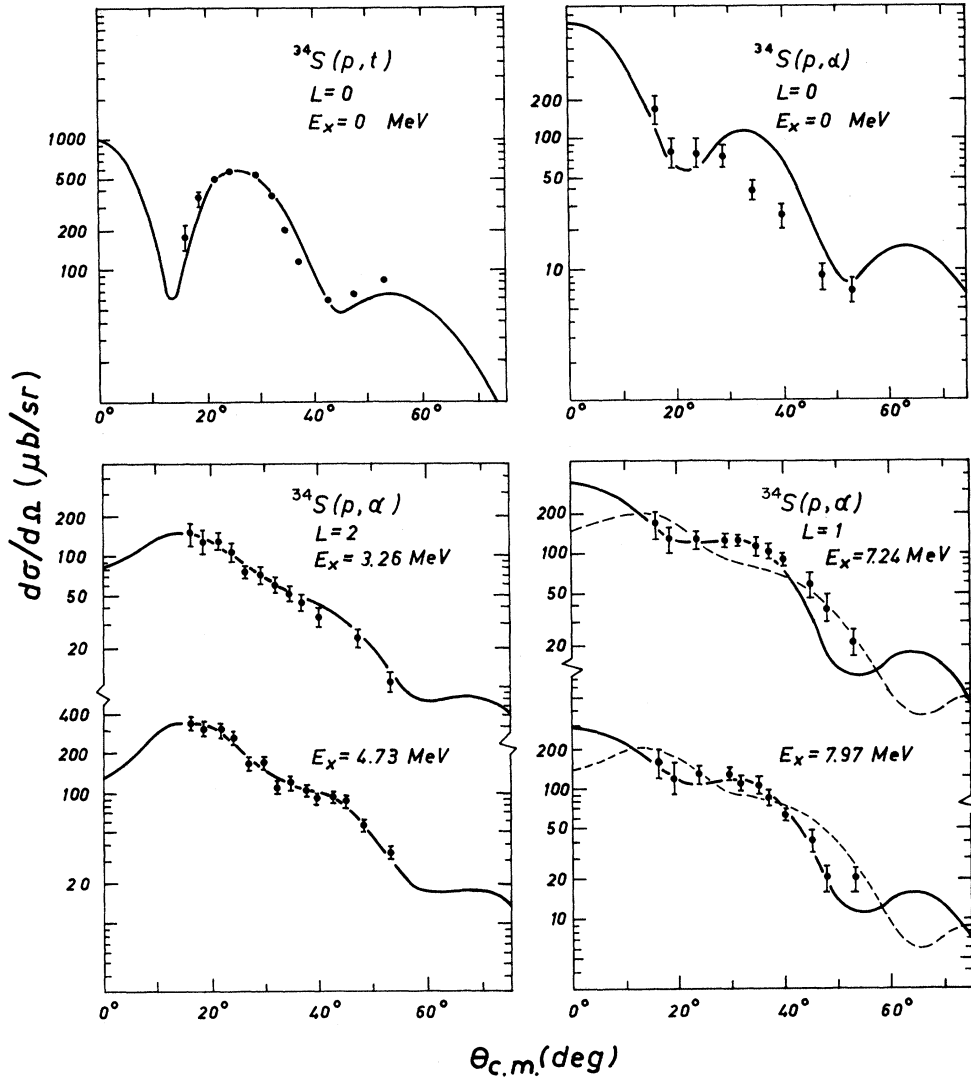 dσ/dΩ (μb/sr)
³⁴S(p,t)
L=0
Eₓ=0 MeV
1000
500
200
100
0° 20° 40° 60°
³⁴S(p,α)
L=0
Eₓ=0 MeV
200
100
50
10
0° 20° 40° 60°
³⁴S(p,α)
L=2
Eₓ=3.26 MeV
200
100
50
20
Eₓ=4.73 MeV
400
200
100
20
0° 20° 40° 60°
³⁴S(p,α)
L=1
Eₓ=7.24 MeV
200
100
50
20
Eₓ=7.97 MeV
200
100
50
20
10
0° 20° 40° 60°
θc.m.(deg)